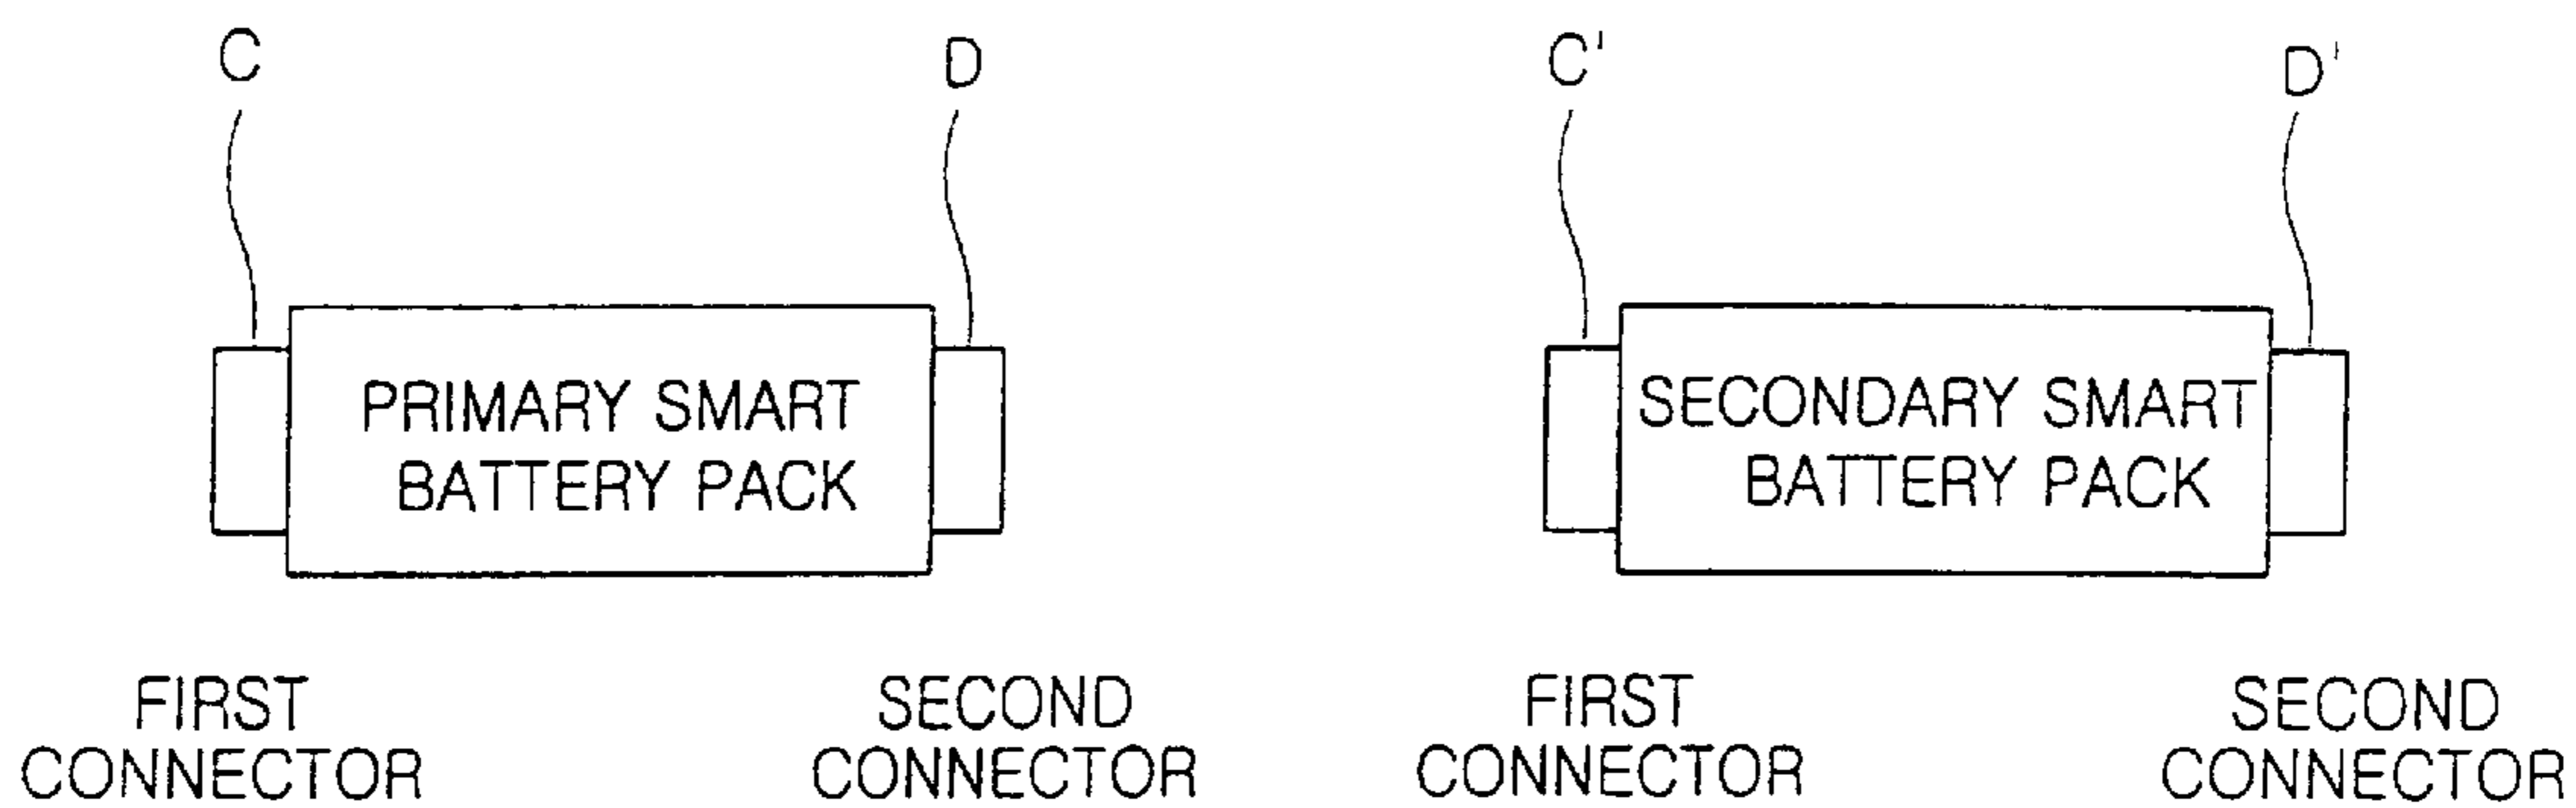 C
D
C'
D'
PRIMARY SMART
BATTERY PACK
SECONDARY SMART
BATTERY PACK
FIRST
CONNECTOR
SECOND
CONNECTOR
FIRST
CONNECTOR
SECOND
CONNECTOR